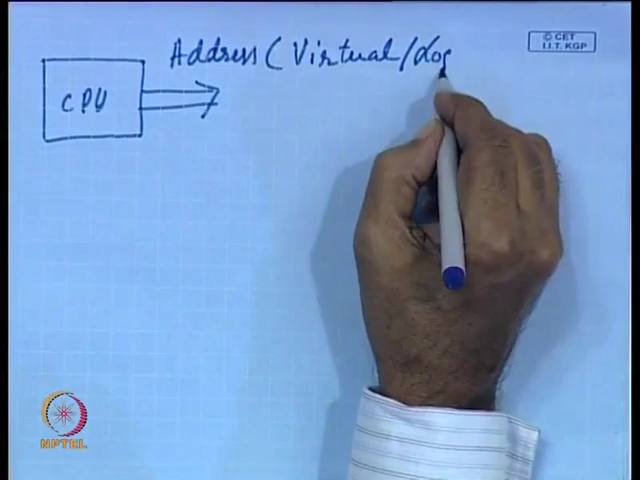 Address ( Virtual / Log
© CET
I.I.T. KGP
CPU
NPTEL